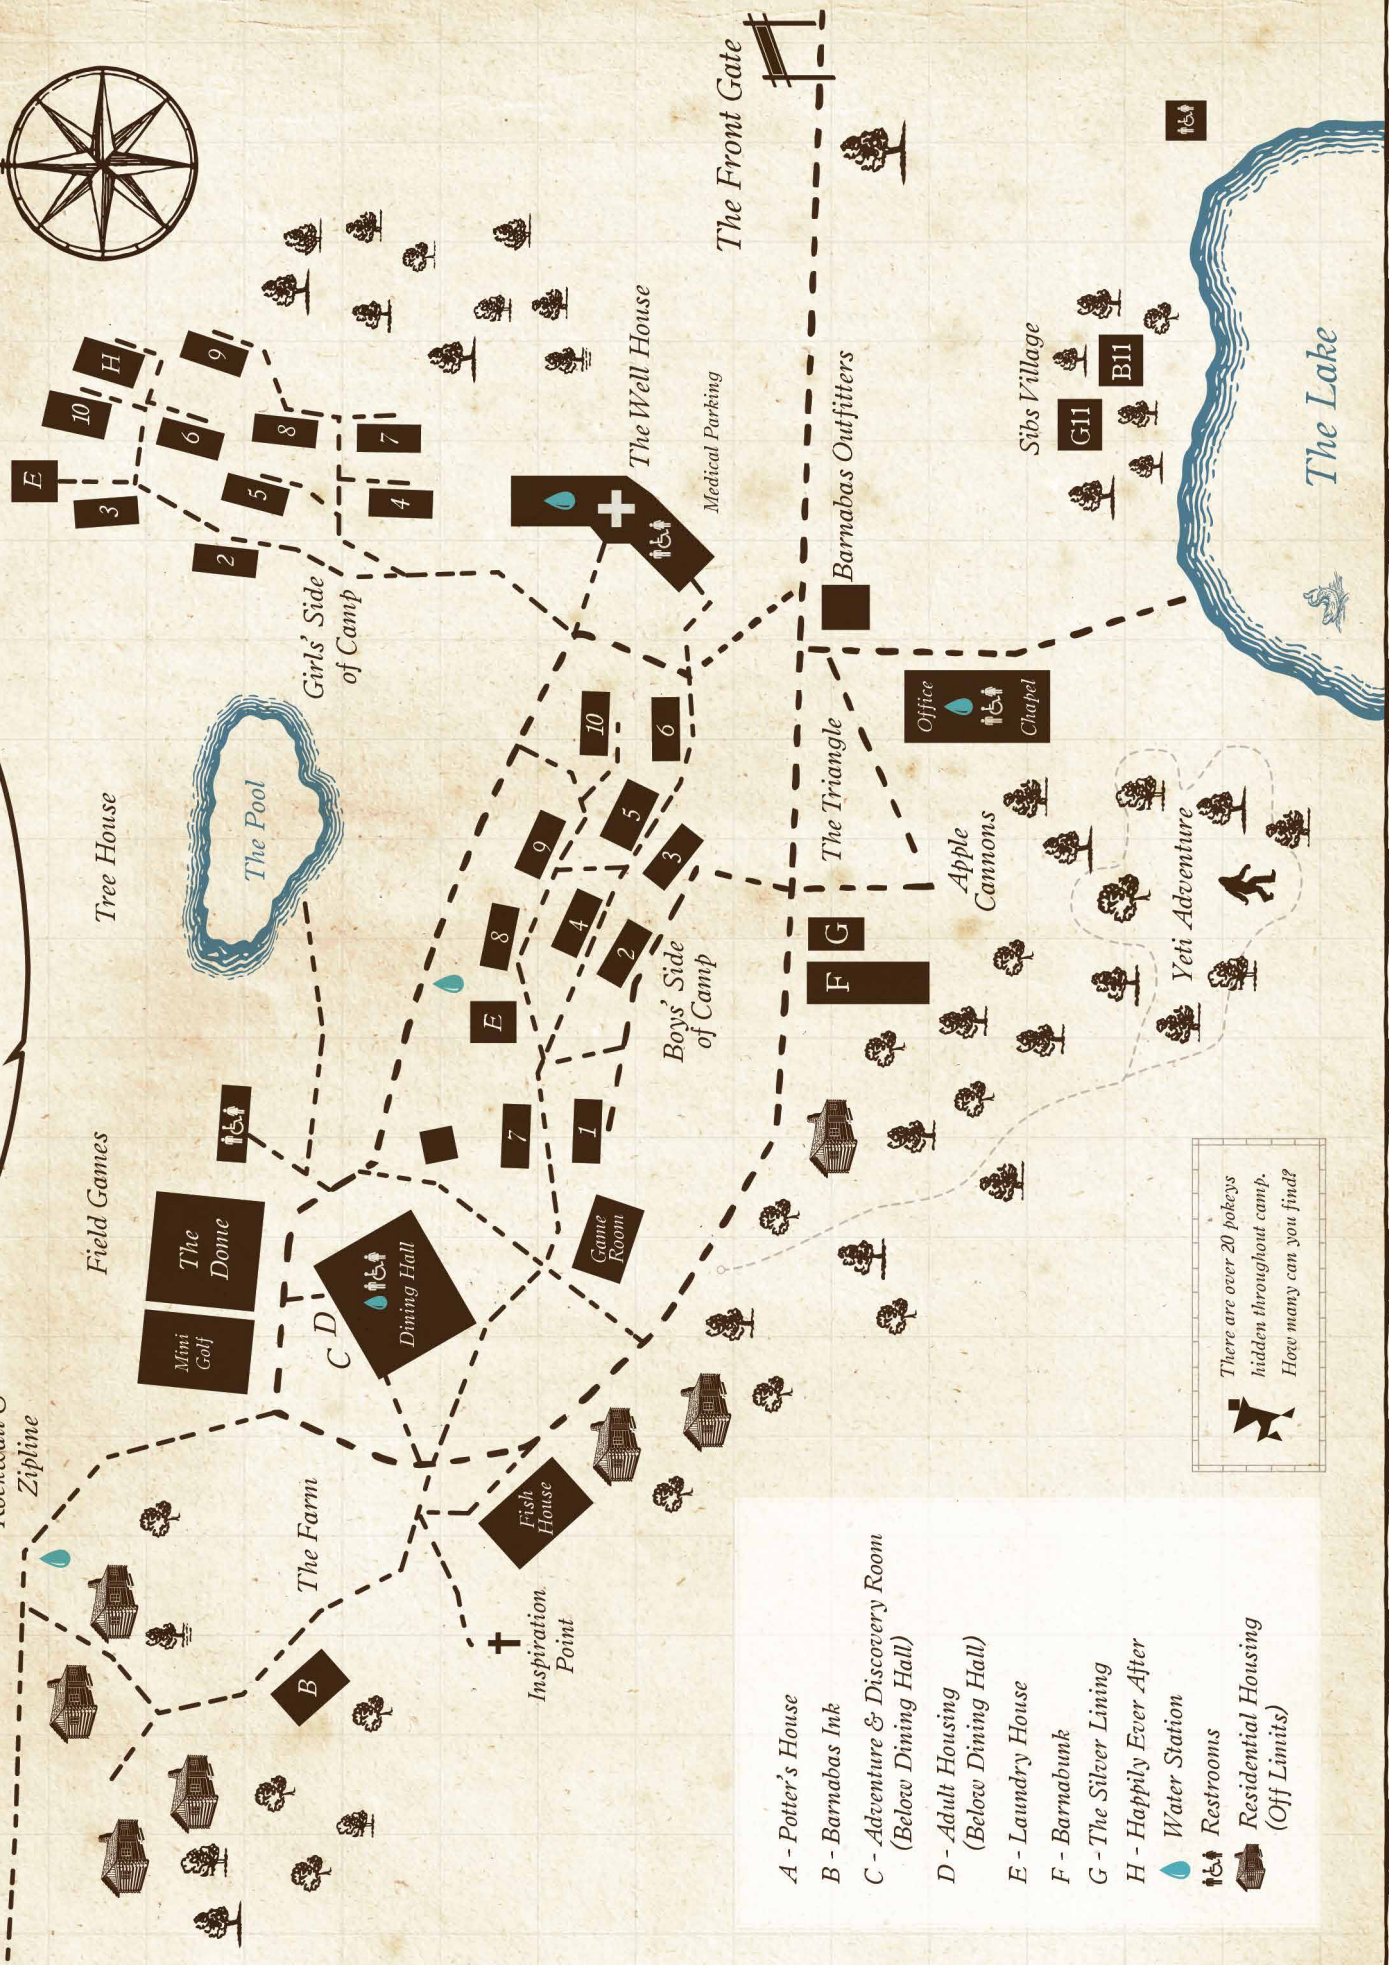 Zipline
E
10
3
Field Games
Tree House
H
Mini
Golf
The
Dome
6
9
2
5
The Pool
8
The Farm
B
Girls' Side
of Camp
C D
7
4
Dining Hall
E
8
7
9
Fish
House
Inspiration
Point
1
4
10
Game
Room
2
5
6
The Well House
3
Boys' Side
of Camp
Medical Parking
The Front Gate
The Triangle
F
G
Barnabas Outfitters
Office
Chapel
Apple
Cannons
Sibs Village
G11
B11
Yeti Adventure
The Lake
A - Potter's House
B - Barnabas Ink
C - Adventure & Discovery Room
(Below Dining Hall)
D - Adult Housing
(Below Dining Hall)
E - Laundry House
F - Barnabunk
G - The Silver Lining
H - Happily Ever After
Water Station
Restrooms
Residential Housing
(Off Limits)
There are over 20 pokeys
hidden throughout camp.
How many can you find?